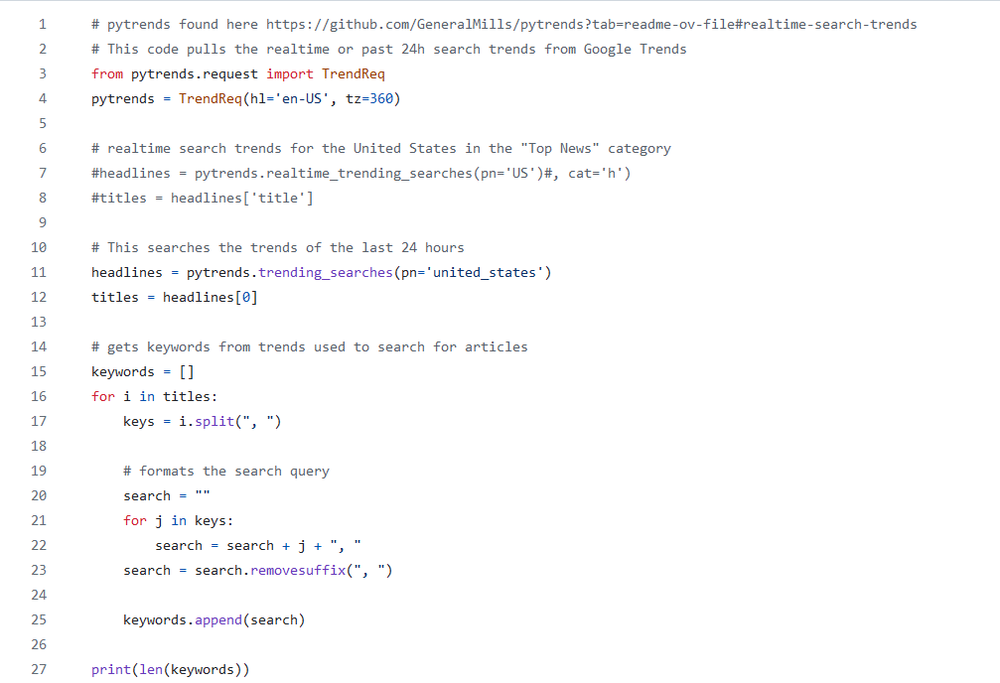 1 # pytrends found here https://github.com/GeneralMills/pytrends?tab=readme-ov-file#realtime-search-trends
2 # This code pulls the realtime or past 24h search trends from Google Trends
3 from pytrends.request import TrendReq
4 pytrends = TrendReq(hl='en-US', tz=360)
5
6 # realtime search trends for the United States in the "Top News" category
7 #headlines = pytrends.realtime_trending_searches(pn='US')#, cat='h')
8 #titles = headlines['title']
9
10 # This searches the trends of the last 24 hours
11 headlines = pytrends.trending_searches(pn='united_states')
12 titles = headlines[0]
13
14 # gets keywords from trends used to search for articles
15 keywords = []
16 for i in titles:
17     keys = i.split(", ")
18
19     # formats the search query
20     search = ""
21     for j in keys:
22         search = search + j + ", "
23     search = search.removesuffix(", ")
24
25     keywords.append(search)
26
27 print(len(keywords))